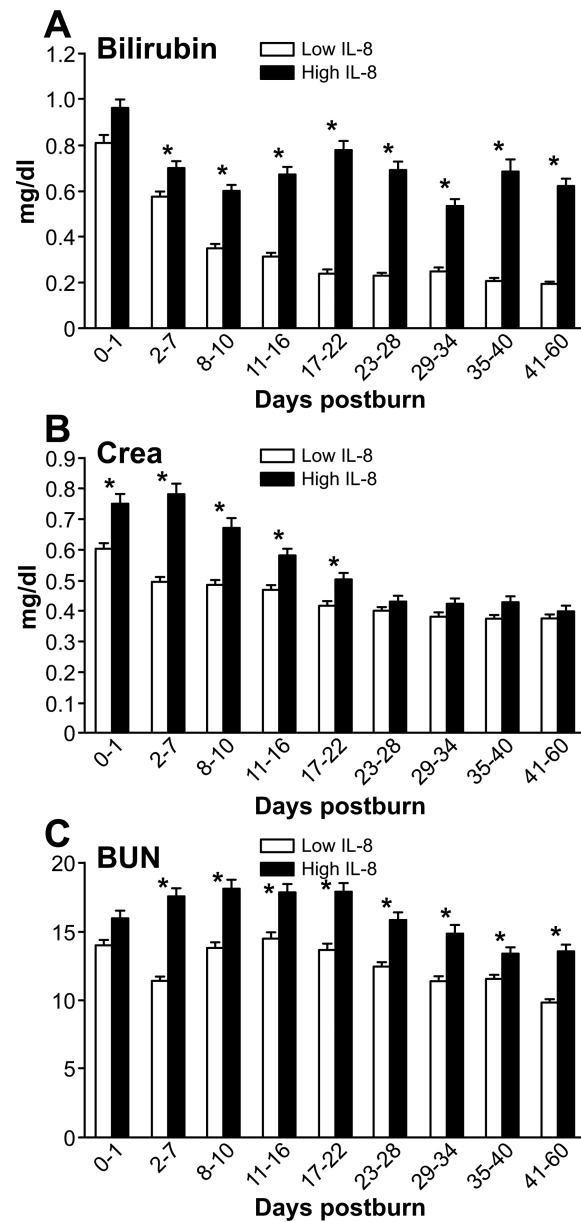 A
Bilirubin
Low IL-8
High IL-8
1.2
1.0
0.8
0.6
0.4
0.2
0
mg/dl
* * * * * * * *
0-1 2-7 8-10 11-16 17-22 23-28 29-34 35-40 41-60
Days postburn
B
Crea
Low IL-8
High IL-8
0.9
0.8
0.7
0.6
0.5
0.4
0.3
0.2
0.1
0
mg/dl
* * * * *
0-1 2-7 8-10 11-16 17-22 23-28 29-34 35-40 41-60
Days postburn
C
BUN
Low IL-8
High IL-8
20
15
10
5
0
* * * * * * * *
0-1 2-7 8-10 11-16 17-22 23-28 29-34 35-40 41-60
Days postburn